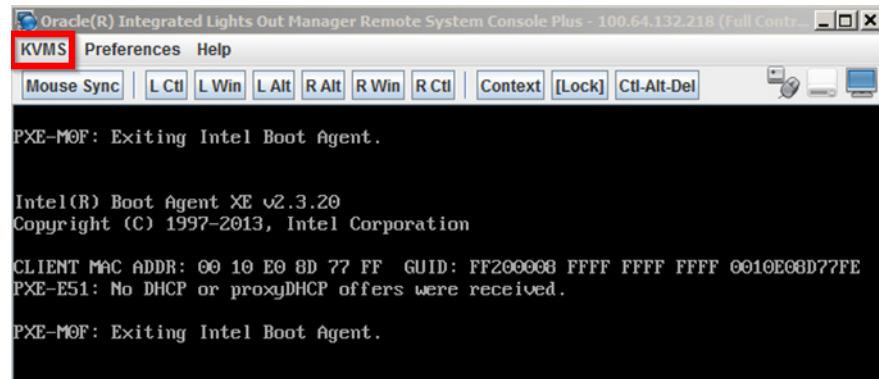 Oracle(R) Integrated Lights Out Manager Remote System Console Plus - 100.64.132.218 (Full Contr...
KVMS Preferences Help
Mouse Sync L Ctl L Win L Alt R Alt R Win R Ctl Context [Lock] Ctl-Alt-Del
PXE-M0F: Exiting Intel Boot Agent.
Intel(R) Boot Agent XE v2.3.20
Copyright (C) 1997-2013, Intel Corporation
CLIENT MAC ADDR: 00 10 E0 8D 77 FF GUID: FF200008 FFFF FFFF FFFF 0010E08D77FE
PXE-E51: No DHCP or proxyDHCP offers were received.
PXE-M0F: Exiting Intel Boot Agent.